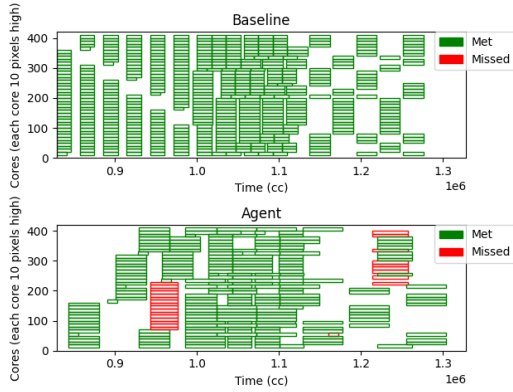 Baseline
Cores (each core 10 pixels high)
400
300
200
100
0
Met
Missed
0.9
1.0
1.1
1.2
1.3
1e6
Time (cc)
Agent
Cores (each core 10 pixels high)
400
300
200
100
0
Met
Missed
0.9
1.0
1.1
1.2
1.3
1e6
Time (cc)